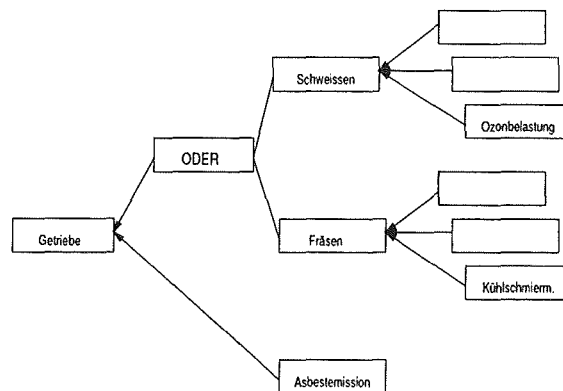 Schweissen
Ozonbelastung
ODER
Getriebe
Fräsen
Kühlschmierm.
Asbestemission